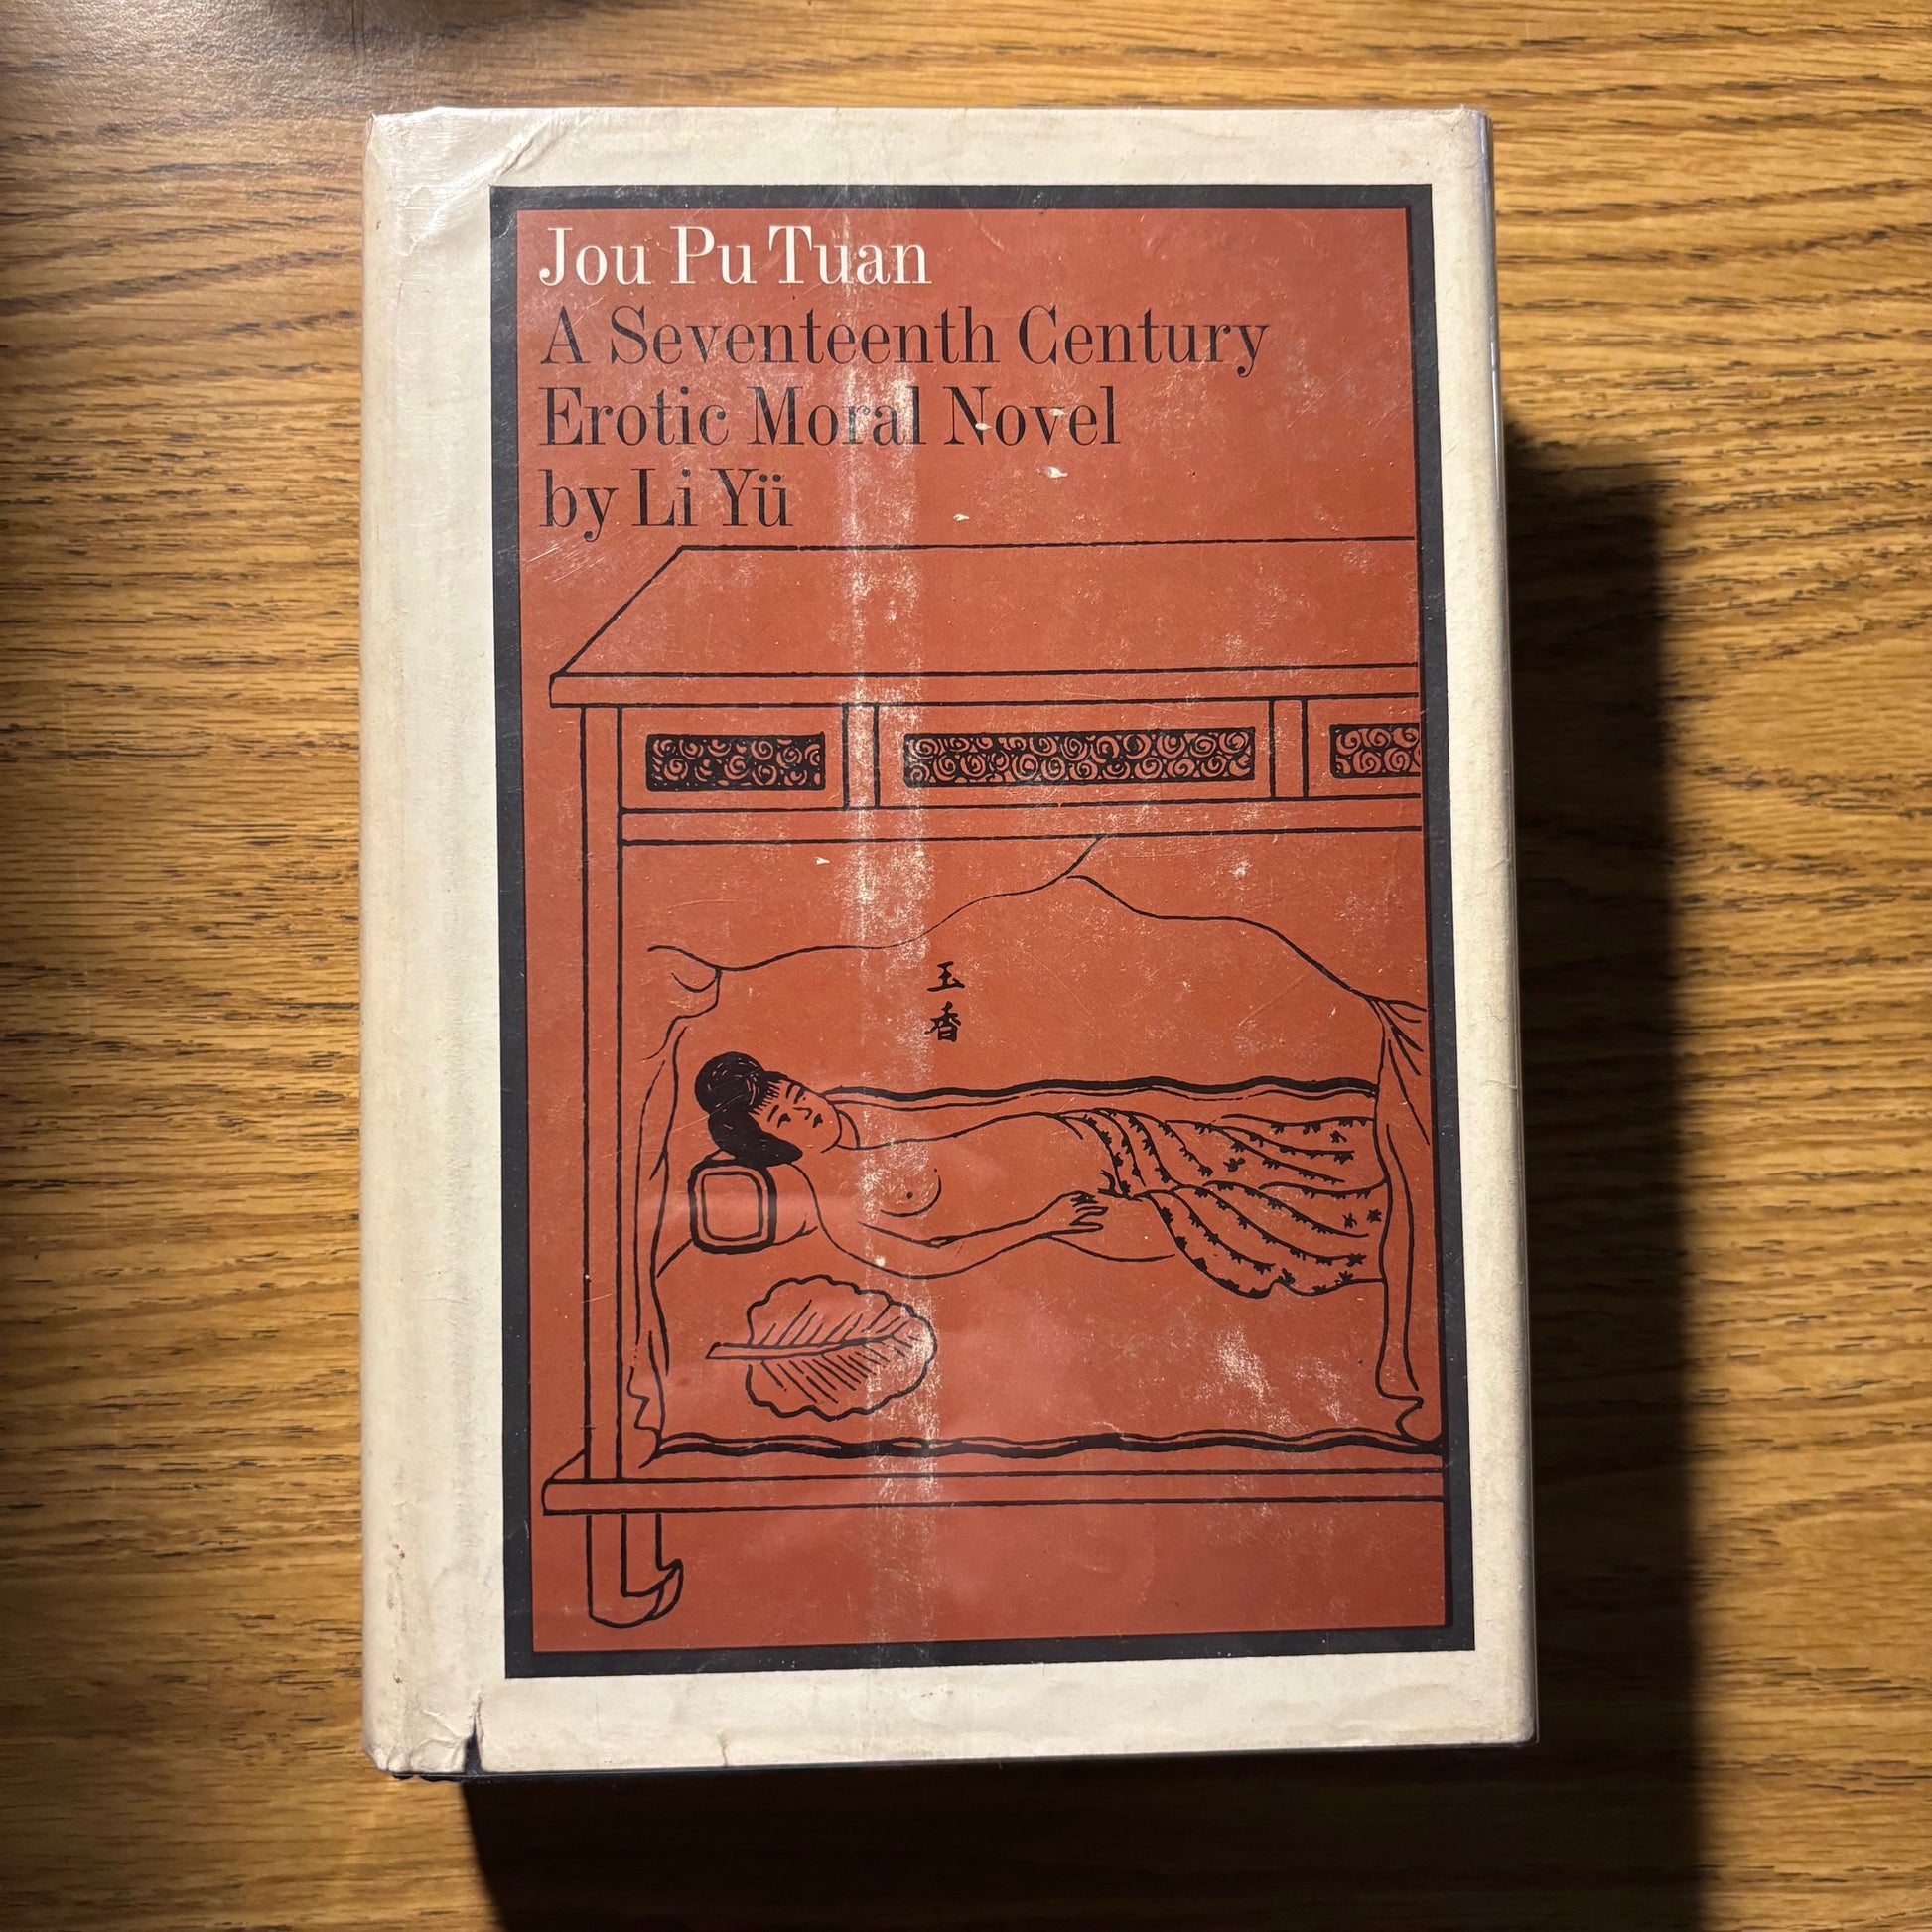 Jou Pu Tuan
A Seventeenth Century
Erotic Moral Novel
by Li Yü
玉香